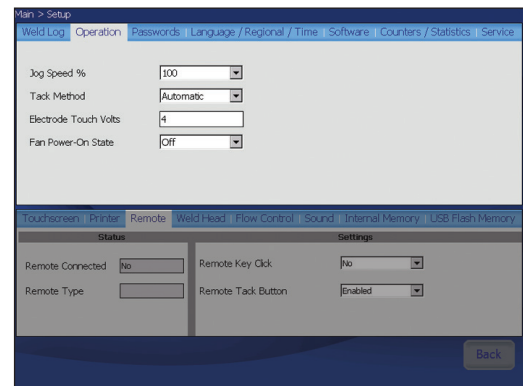 Main > Setup
Weld Log Operation Passwords Language / Regional / Time Software Counters / Statistics Service
Jog Speed % 100
Tack Method Automatic
Electrode Touch Volts 4
Fan Power-On State Off
Touchscreen Printer Remote Weld Head Flow Control Sound Internal Memory USB Flash Memory
Status Settings
Remote Connected No Remote Key Click No
Remote Type Remote Tack Button Enabled
Back